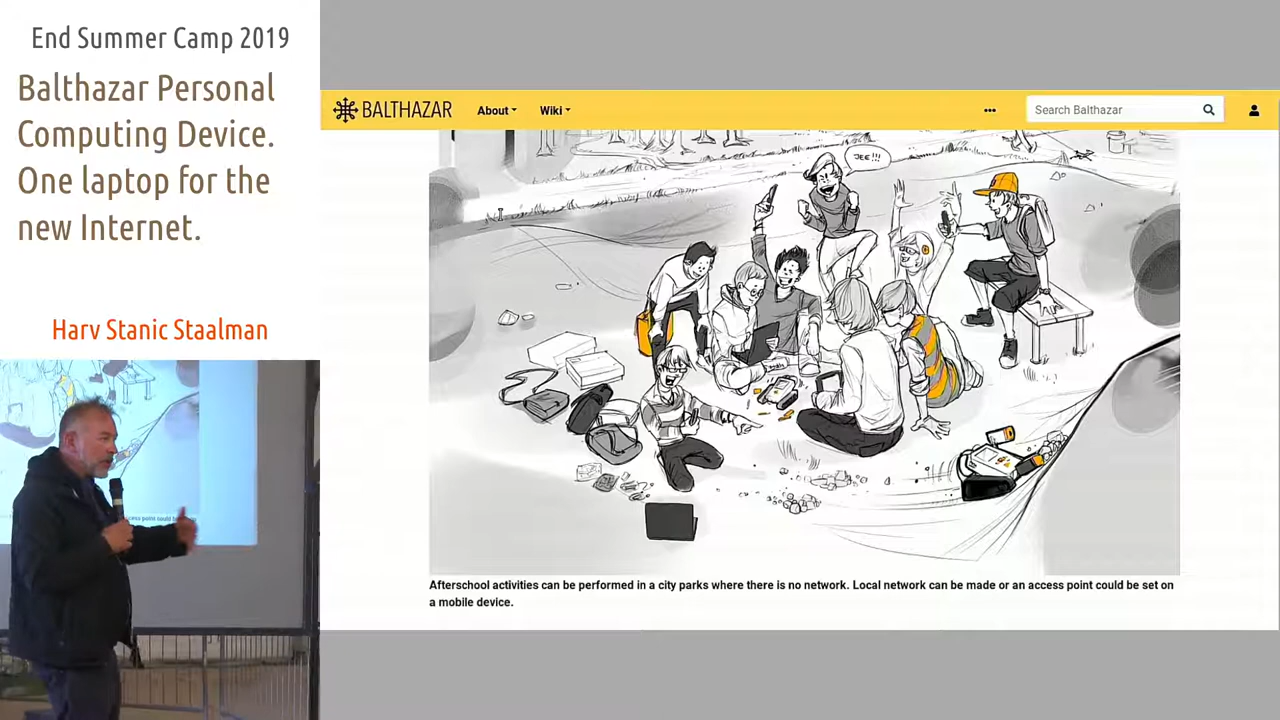 End Summer Camp 2019
Balthazar Personal
Computing Device.
One laptop for the
new Internet.
Harv Stanic Staalman
BALTHAZAR
About
Wiki
Search Balthazar
JEE!!!
Afterschool activities can be performed in a city parks where there is no network. Local network can be made or an access point could be set on
a mobile device.